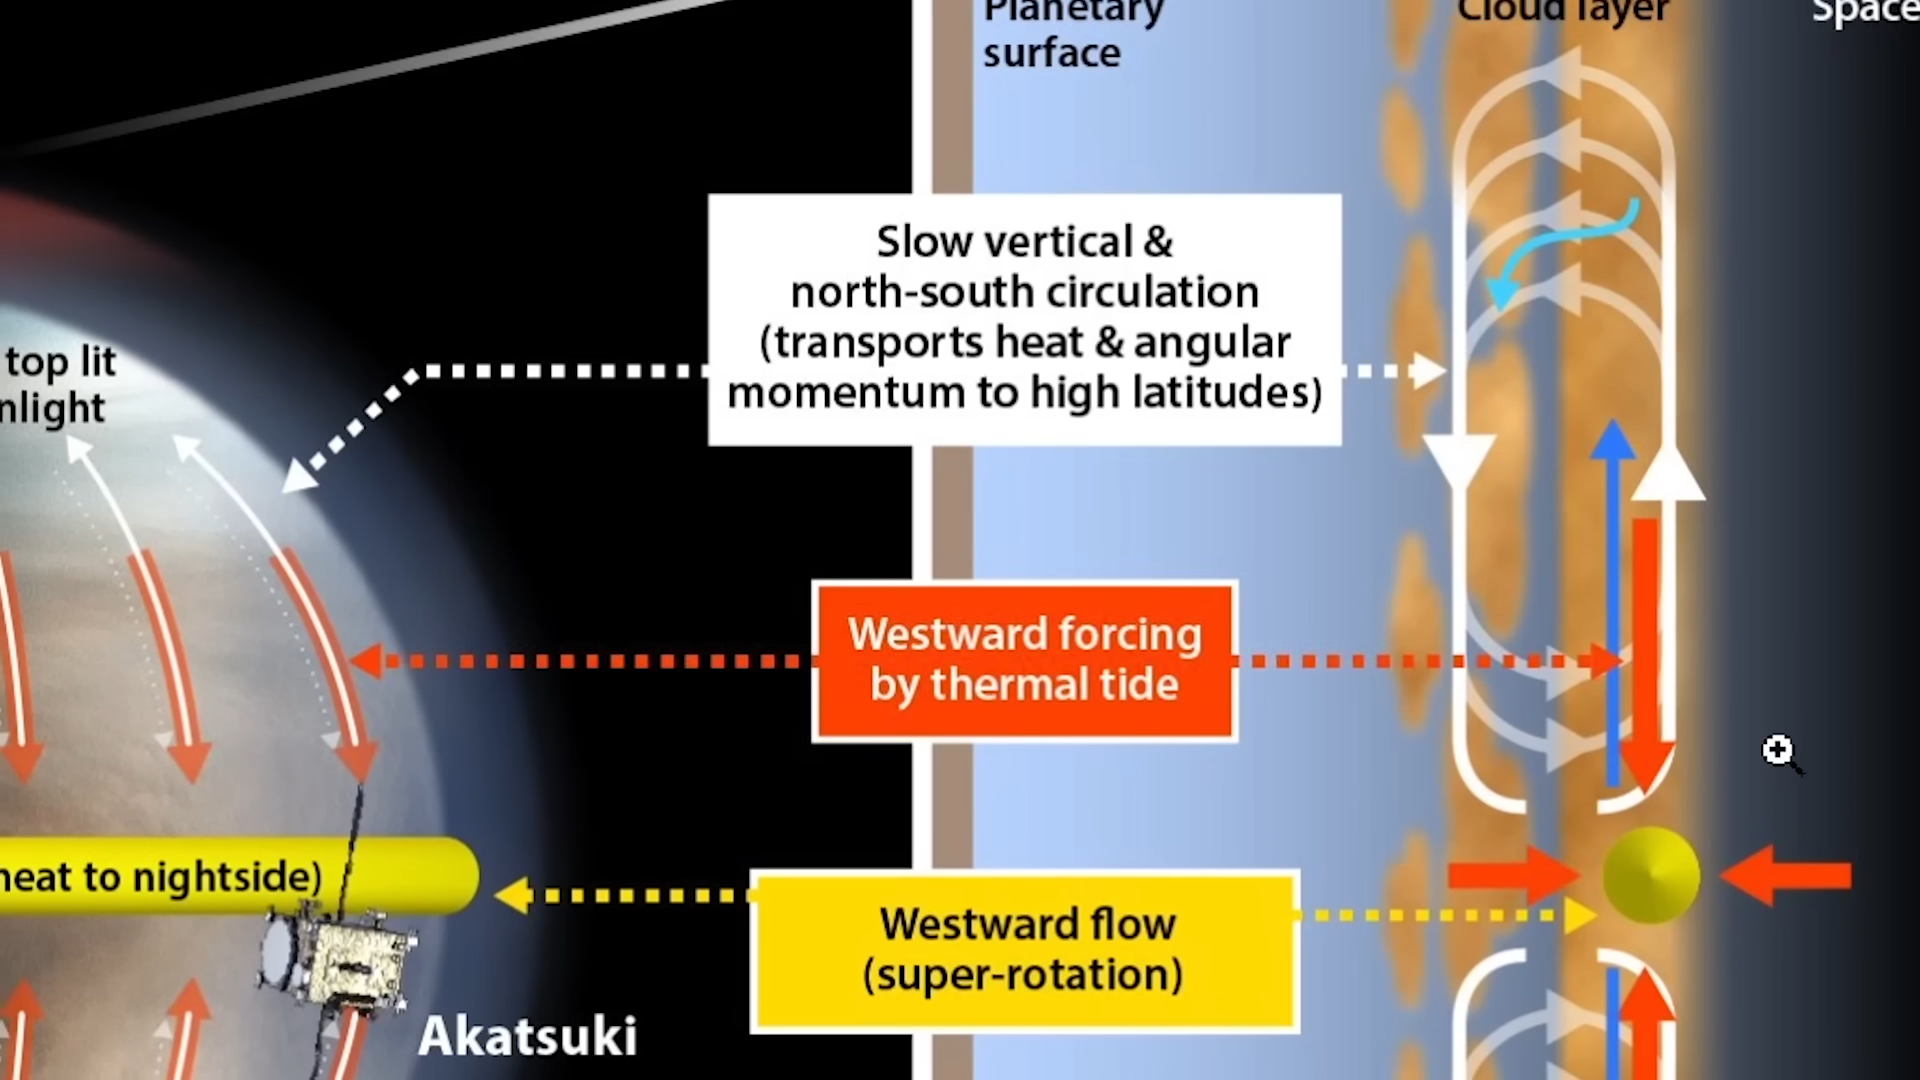 Planetary
surface
Cloud layer
Space
Slow vertical &
north-south circulation
(transports heat & angular
momentum to high latitudes)
top lit
nlight
Westward forcing
by thermal tide
heat to nightside)
Westward flow
(super-rotation)
Akatsuki